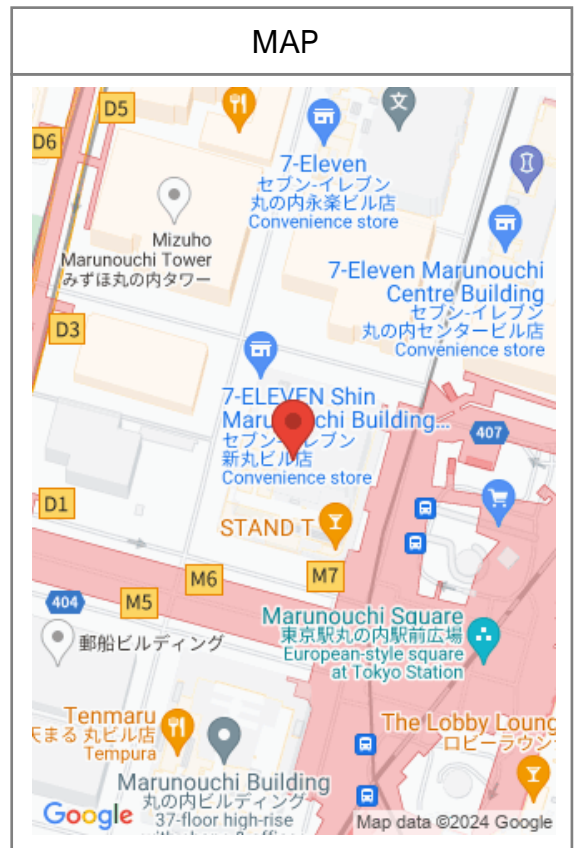 MAP
D5
D6
7-Eleven
セブン-イレブン
丸の内永楽ビル店
Convenience store
文
Mizuho
Marunouchi Tower
みずほ丸の内タワー
7-Eleven Marunouchi
Centre Building
セブン-イレブン
丸の内センタービル店
Convenience store
D3
7-ELEVEN Shin
Marunouchi Building...
セブン-イレブン
新丸ビル店
Convenience store
407
D1
STAND T
M6
M7
404
M5
Marunouchi Square
東京駅丸の内駅前広場
European-style square
at Tokyo Station
郵船ビルディング
Tenmaru
天まる 丸ビル店
Tempura
The Lobby Loung
ロビーラウン
Marunouchi Building
丸の内ビルディング
37-floor high-rise
Google
Map data ©2024 Google